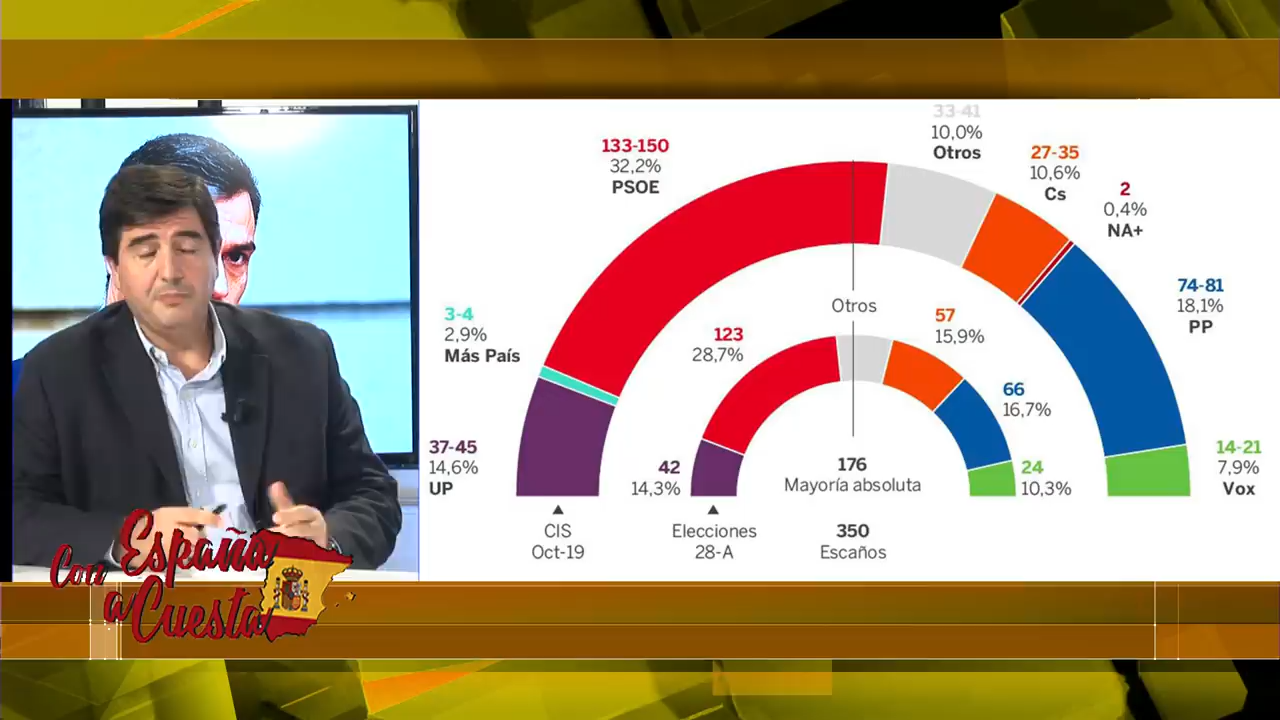 133-150
32,2%
PSOE
33-41
10,0%
Otros
27-35
10,6%
Cs
2
0,4%
NA+
74-81
18,1%
PP
3-4
2,9%
Más País
Otros
123
28,7%
57
15,9%
66
16,7%
37-45
14,6%
UP
42
14,3%
176
Mayoría absoluta
24
10,3%
14-21
7,9%
Vox
CIS
Oct-19
Elecciones
28-A
350
Escaños
Con España
a Cuesta